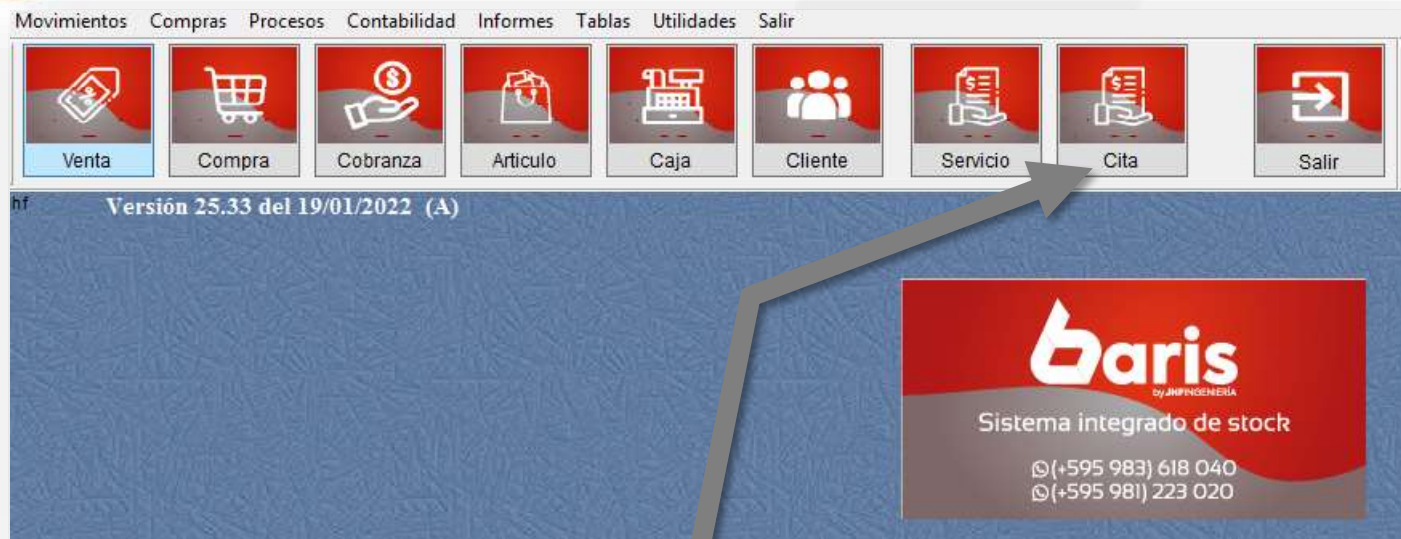 Movimientos Compras Procesos Contabilidad Informes Tablas Utilidades Salir
Venta Compra Cobranza Articulo Caja Cliente Servicio Cita Salir
hf Versión 25.33 del 19/01/2022 (A)
baris
by JHFINGENIERÍA
Sistema integrado de stock
(+595 983) 618 040
(+595 981) 223 020